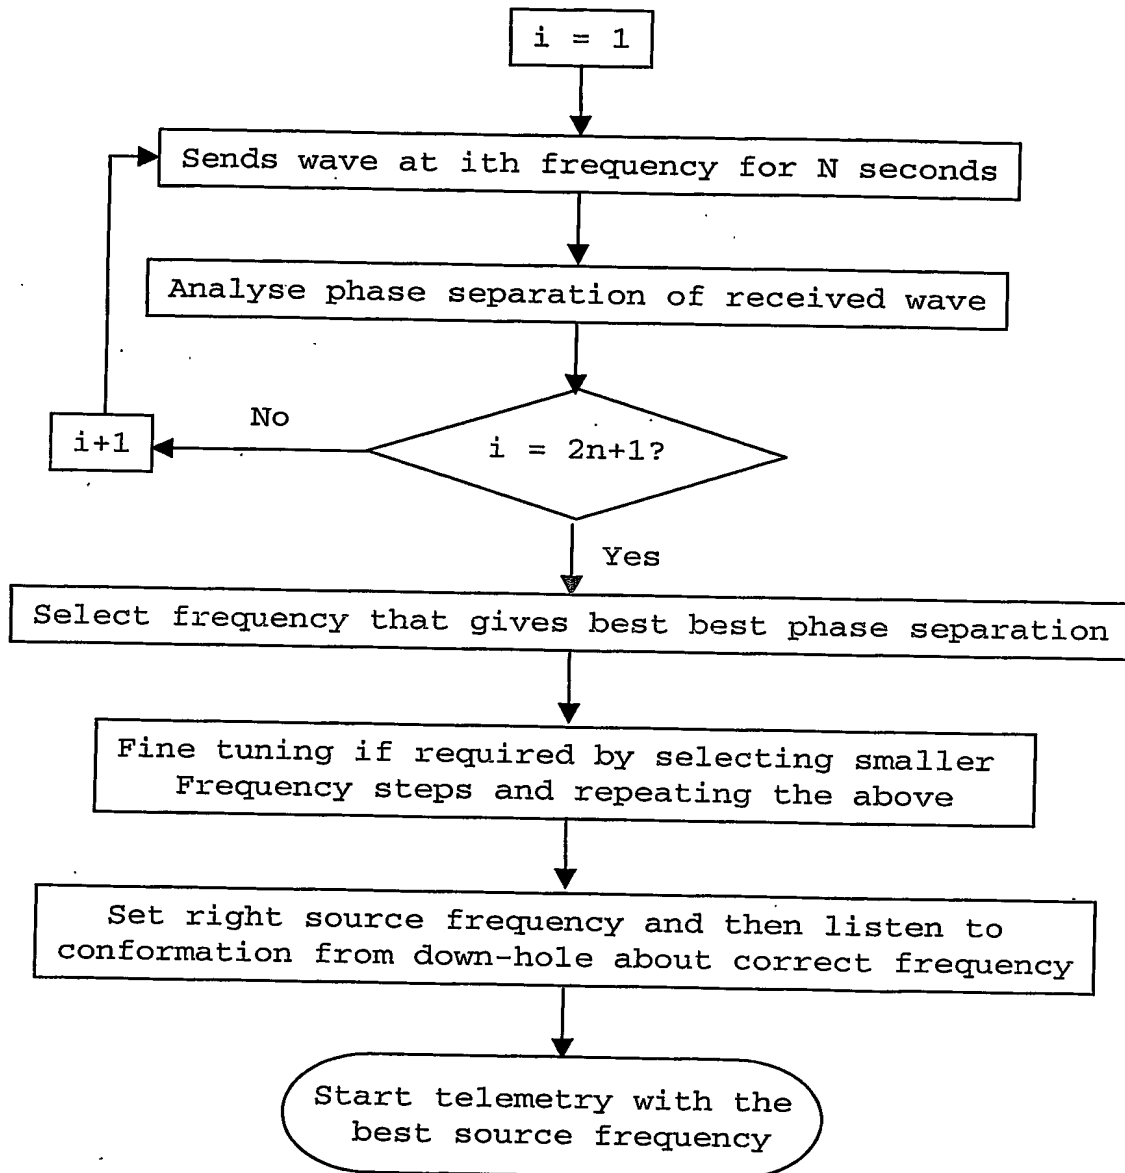 i = 1
Sends wave at ith frequency for N seconds
Analyse phase separation of received wave
No
i+1
i = 2n+1?
Yes
Select frequency that gives best best phase separation
Fine tuning if required by selecting smaller
Frequency steps and repeating the above
Set right source frequency and then listen to
conformation from down-hole about correct frequency
Start telemetry with the
best source frequency